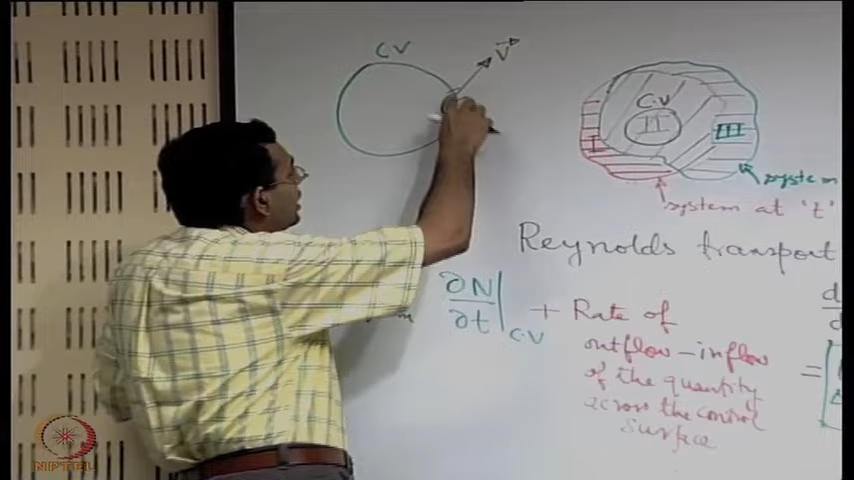 CV
V
C.V
II
III
I
system
system at 't'
Reynolds transport
∂N/∂t |C.V + Rate of
outflow – inflow
of the quantity
across the control
surface
=
NPTEL